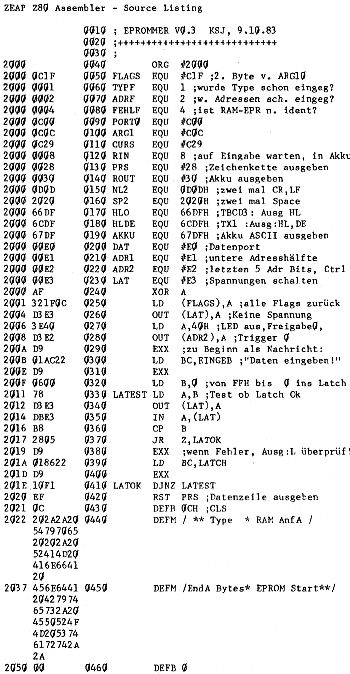 ZEAP Z80 Assembler - Source Listing
0010 ; EPROMMER V0.3 KSJ, 9.10.83
0020 ;++++++++++++++++++++++++++++
0030 ;
2000 0040 ORG #2000
2000 0C1F 0050 FLAGS EQU #C1F ;2. Byte v. ARG10
2000 0001 0060 TYPF EQU 1 ;wurde Type schon eingeg?
2000 0002 0070 ADRF EQU 2 ;w. Adressen sch. eingeg?
2000 0004 0080 FEHLF EQU 4 ;ist RAM-EPR n. ident?
2000 0C00 0090 PORT0 EQU #C00
2000 0C0C 0100 ARG1 EQU #C0C
2000 0C29 0110 CURS EQU #C29
2000 0008 0120 RIN EQU 8 ;auf Eingabe warten, in Akku
2000 0028 0130 PRS EQU #28 ;Zeichenkette ausgeben
2000 0030 0140 ROUT EQU #30 ;Akku ausgeben
2000 0D0D 0150 NL2 EQU 0D0DH ;zwei mal CR,LF
2000 2020 0160 SP2 EQU 2020H ;zwei mal Space
2000 66DF 0170 HLO EQU 66DFH ;TBCD3: Ausg HL
2000 6CDF 0180 HLDE EQU 6CDFH ;TX1 :Ausg:HL,DE
2000 67DF 0190 AKKU EQU 67DFH ;Akku ASCII ausgeben
2000 00E0 0200 DAT EQU #E0 ;Datenport
2000 00E1 0210 ADR1 EQU #E1 ;untere Adresshälfte
2000 00E2 0220 ADR2 EQU #E2 ;letzten 5 Adr Bits, Ctrl
2000 00E3 0230 LAT EQU #E3 ;Spannungen schalten
2000 AF 0240 XOR A
2001 321F0C 0250 LD (FLAGS),A ;alle Flags zurück
2004 D3E3 0260 OUT (LAT),A ;Keine Spannung
2006 3E40 0270 LD A,40H ;LED aus,Freigabe0,
2008 D3E2 0280 OUT (ADR2),A ;Trigger 0
200A D9 0290 EXX ;zu Beginn als Nachricht:
200B 01AC22 0300 LD BC,EINGEB ;"Daten eingeben!"
200E D9 0310 EXX
200F 0600 0320 LD B,0 ;von FFH bis 0 ins Latch
2011 78 0330 LATEST LD A,B ;Test ob Latch Ok
2012 D3E3 0340 OUT (LAT),A
2014 DBE3 0350 IN A,(LAT)
2016 B8 0360 CP B
2017 2805 0370 JR Z,LATOK
2019 D9 0380 EXX ;wenn Fehler, Ausg:L überprüf!
201A 018622 0390 LD BC,LATCH
201D D9 0400 EXX
201E 10F1 0410 LATOK DJNZ LATEST
2020 EF 0420 RST PRS ;Datenzeile ausgeben
2021 0C 0430 DEFB 0CH ;CLS
2022 202A2A20 0440 DEFM / ** Type * RAM AnfA /
54797065
20202A20
52414D20
416E6641
20
2037 456E6441 0450 DEFM /EndA Bytes* EPROM Start**/
20427974
65732A20
4550524F
4D205374
6172742A
2A
2050 00 0460 DEFB 0